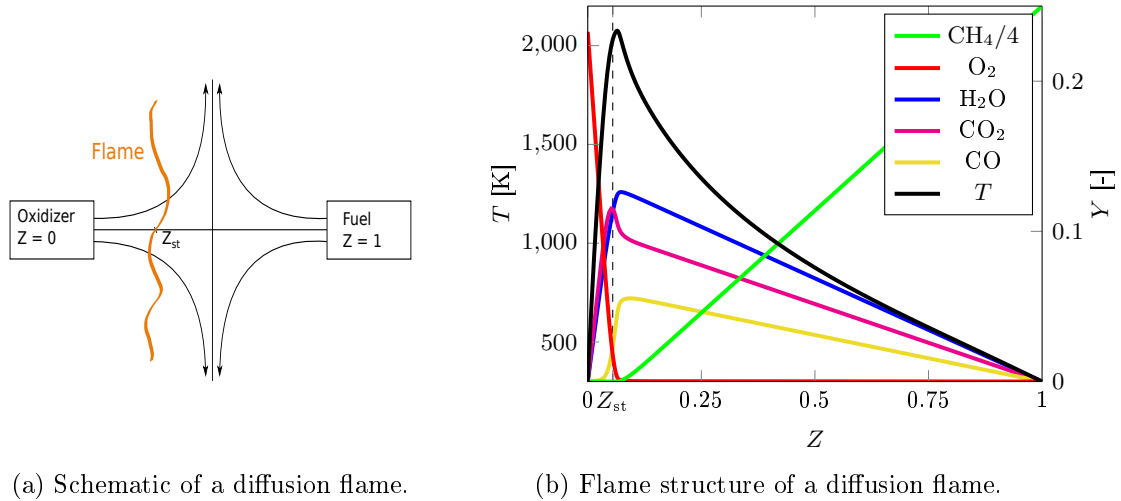 Flame
Oxidizer
Z = 0
Z_st
Fuel
Z = 1
(a) Schematic of a diffusion flame.
T [K]
2,000
1,500
1,000
500
CH₄/4
O₂
H₂O
CO₂
CO
T
0.2
0.1
0
Y [-]
0 Z_st 0.25 0.5 0.75 1
Z
(b) Flame structure of a diffusion flame.